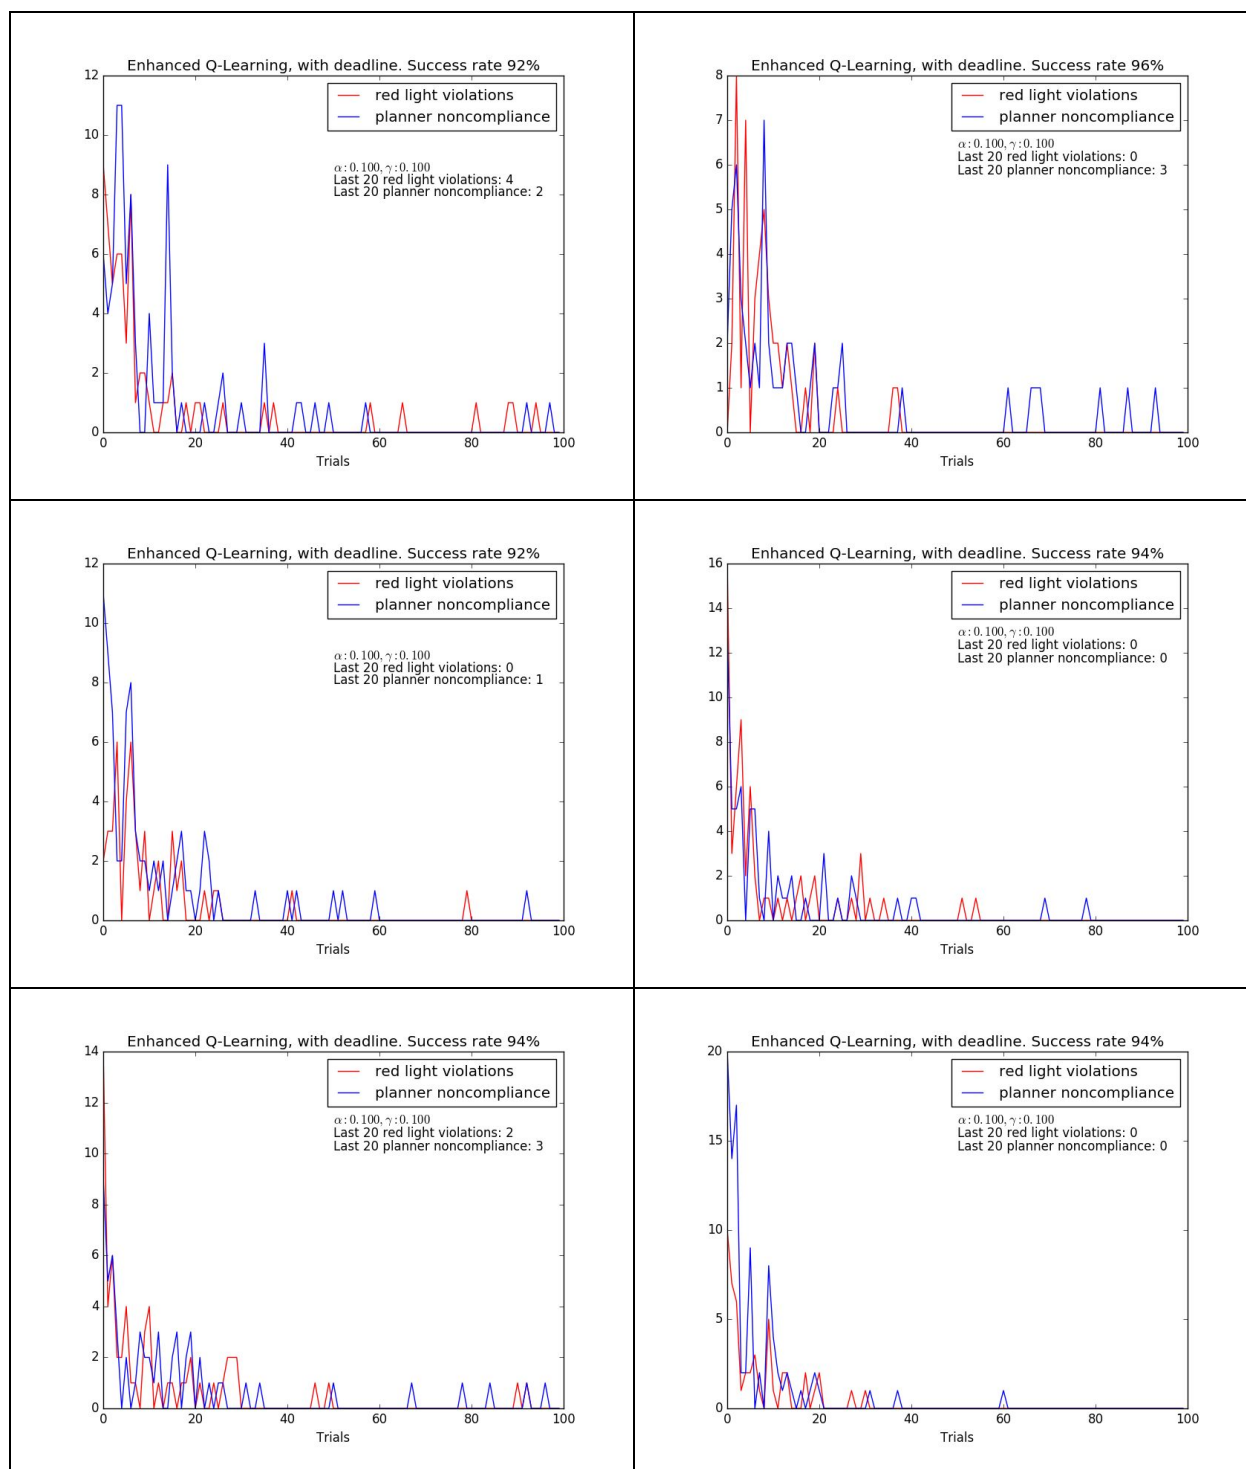 Enhanced Q-Learning, with deadline. Success rate 92%
12
10
8
6
4
2
0
red light violations
planner noncompliance
α: 0.100, γ: 0.100
Last 20 red light violations: 4
Last 20 planner noncompliance: 2
0 20 40 60 80 100
Trials
Enhanced Q-Learning, with deadline. Success rate 96%
8
7
6
5
4
3
2
1
0
red light violations
planner noncompliance
α: 0.100, γ: 0.100
Last 20 red light violations: 0
Last 20 planner noncompliance: 3
0 20 40 60 80 100
Trials
Enhanced Q-Learning, with deadline. Success rate 92%
12
10
8
6
4
2
0
red light violations
planner noncompliance
α: 0.100, γ: 0.100
Last 20 red light violations: 0
Last 20 planner noncompliance: 1
0 20 40 60 80 100
Trials
Enhanced Q-Learning, with deadline. Success rate 94%
16
14
12
10
8
6
4
2
0
red light violations
planner noncompliance
α: 0.100, γ: 0.100
Last 20 red light violations: 0
Last 20 planner noncompliance: 0
0 20 40 60 80 100
Trials
Enhanced Q-Learning, with deadline. Success rate 94%
14
12
10
8
6
4
2
0
red light violations
planner noncompliance
α: 0.100, γ: 0.100
Last 20 red light violations: 2
Last 20 planner noncompliance: 3
0 20 40 60 80 100
Trials
Enhanced Q-Learning, with deadline. Success rate 94%
20
15
10
5
0
red light violations
planner noncompliance
α: 0.100, γ: 0.100
Last 20 red light violations: 0
Last 20 planner noncompliance: 0
0 20 40 60 80 100
Trials